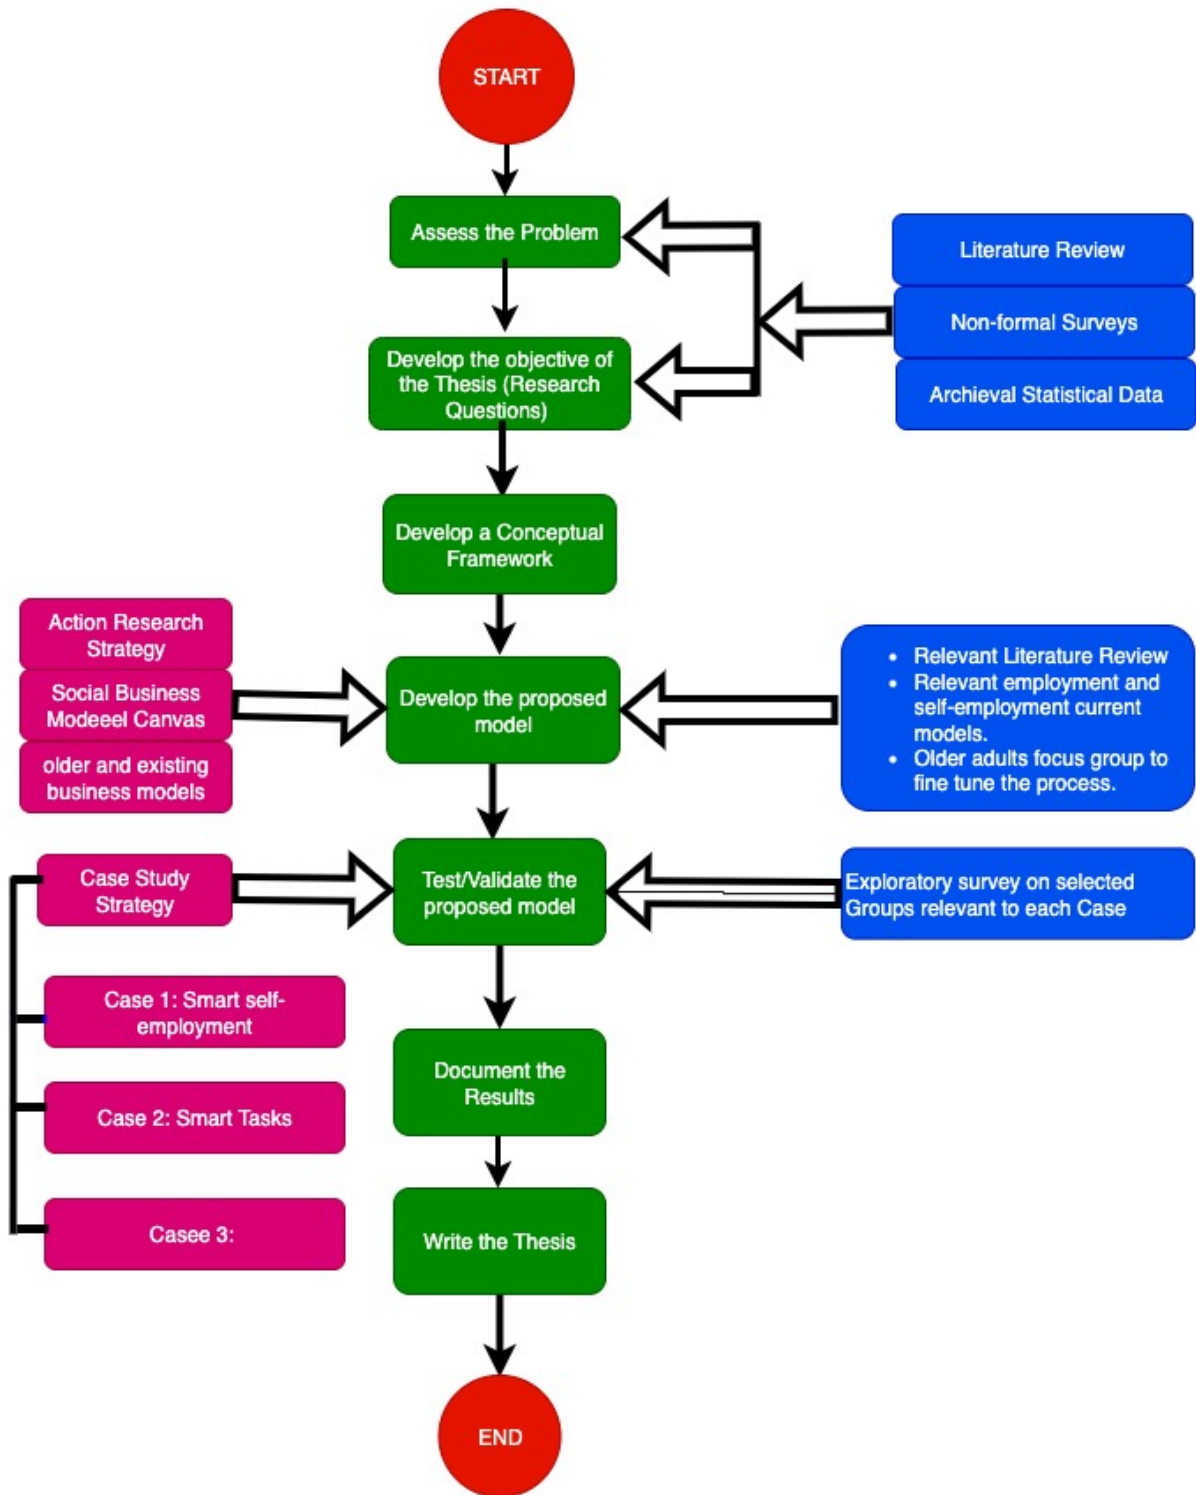 START
Assess the Problem
Literature Review
Non-formal Surveys
Archieval Statistical Data
Develop the objective of
the Thesis (Research
Questions)
Develop a Conceptual
Framework
Action Research
Strategy
Social Business
Modeeel Canvas
older and existing
business models
Develop the proposed
model
• Relevant Literature Review
• Relevant employment and
self-employment current
models.
• Older adults focus group to
fine tune the process.
Case Study
Strategy
Test/Validate the
proposed model
Exploratory survey on selected
Groups relevant to each Case
Case 1: Smart self-
employment
Case 2: Smart Tasks
Casee 3:
Document the
Results
Write the Thesis
END